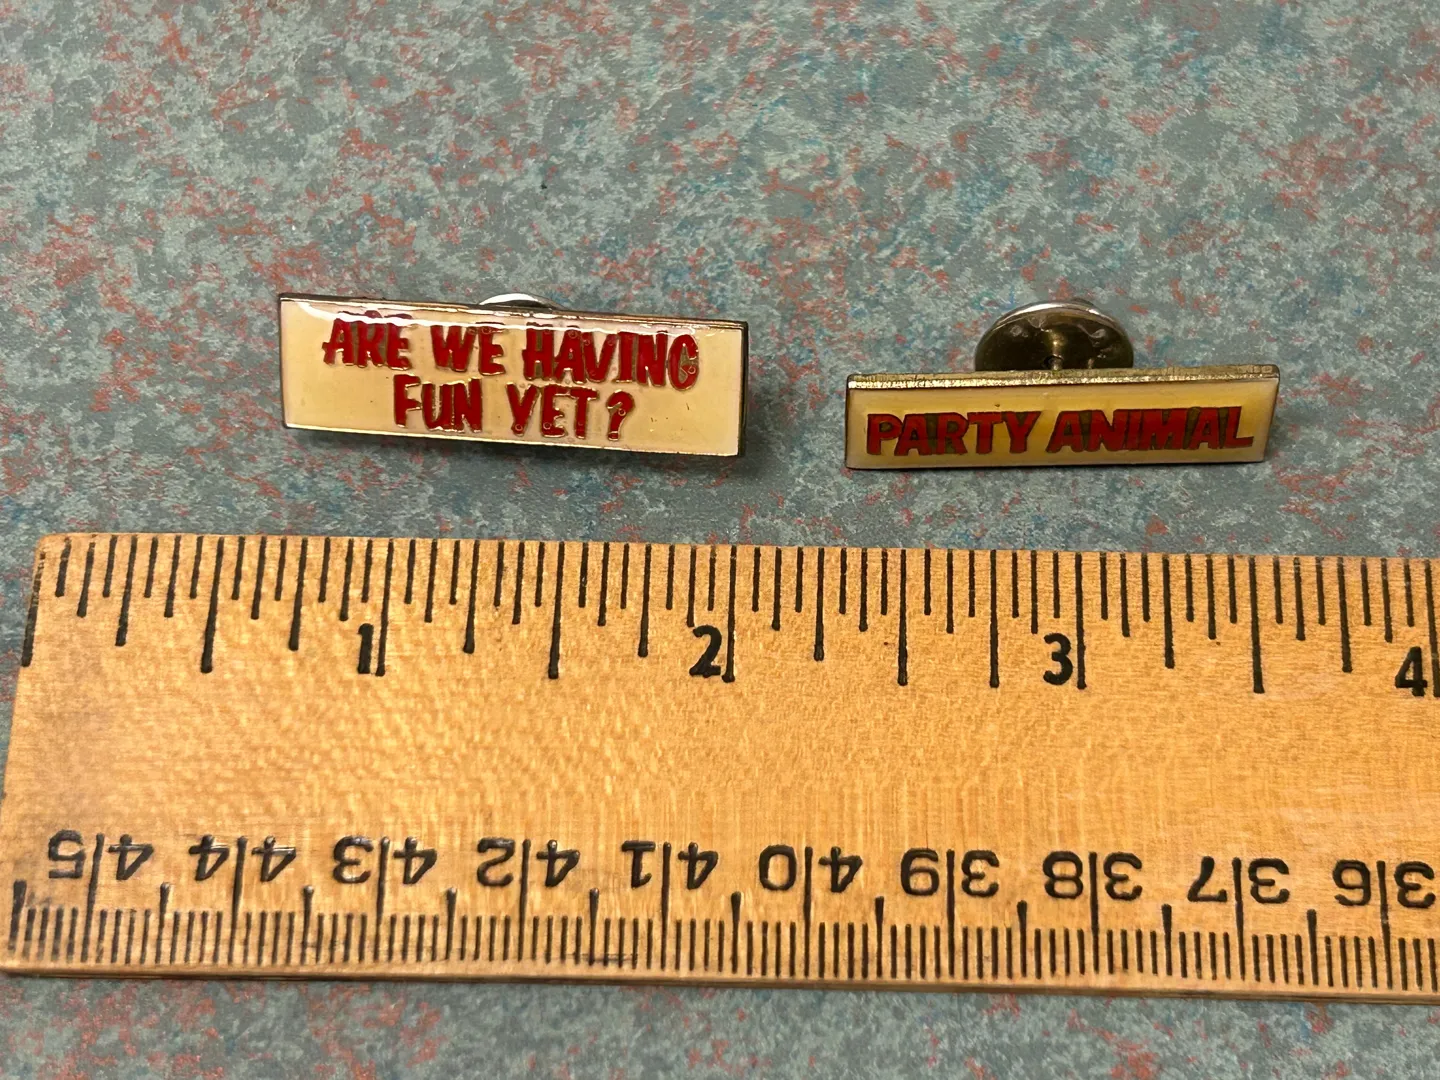 ARE WE HAVING
FUN YET?
PARTY ANIMAL
1 2 3 4
45 44 43 42 41 40 39 38 37 36